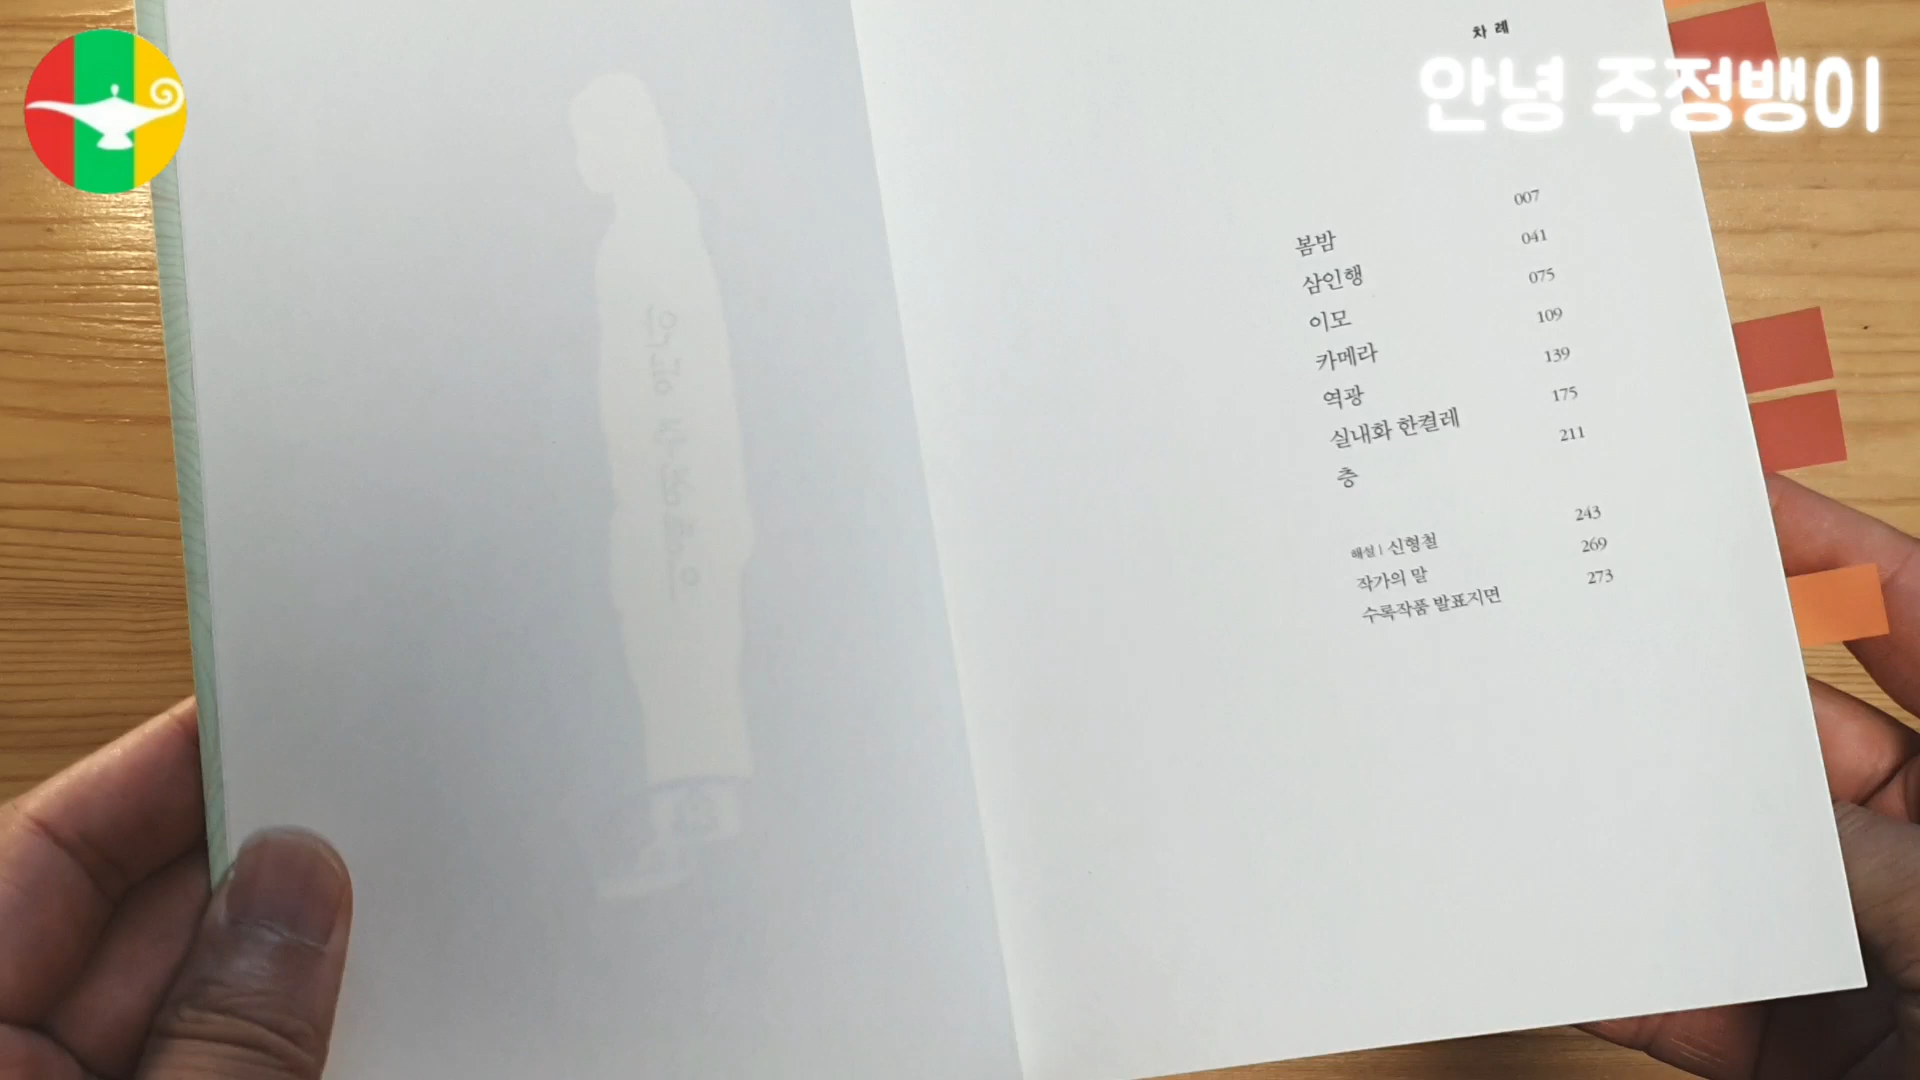 차 례
안녕 주정뱅이
봄밤 007
삼인행 041
이모 075
카메라 109
역광 139
실내화 한켤레 175
층 211
해설 | 신형철 243
작가의 말 269
수록작품 발표지면 273